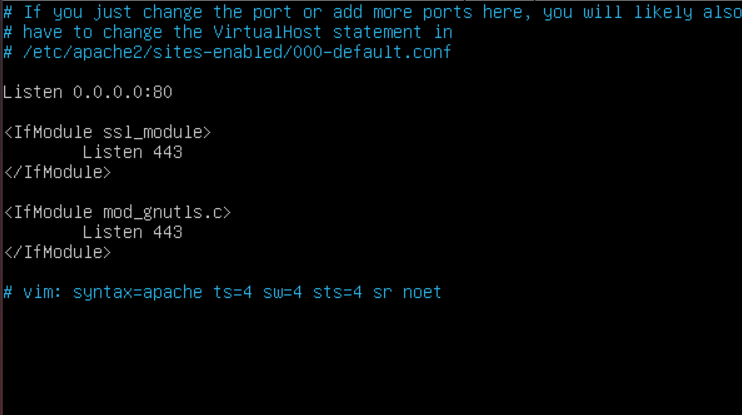 # If you just change the port or add more ports here, you will likely also
# have to change the VirtualHost statement in
# /etc/apache2/sites-enabled/000-default.conf
Listen 0.0.0.0:80
<IfModule ssl_module>
Listen 443
</IfModule>
<IfModule mod_gnutls.c>
Listen 443
</IfModule>
# vim: syntax=apache ts=4 sw=4 sts=4 sr noet